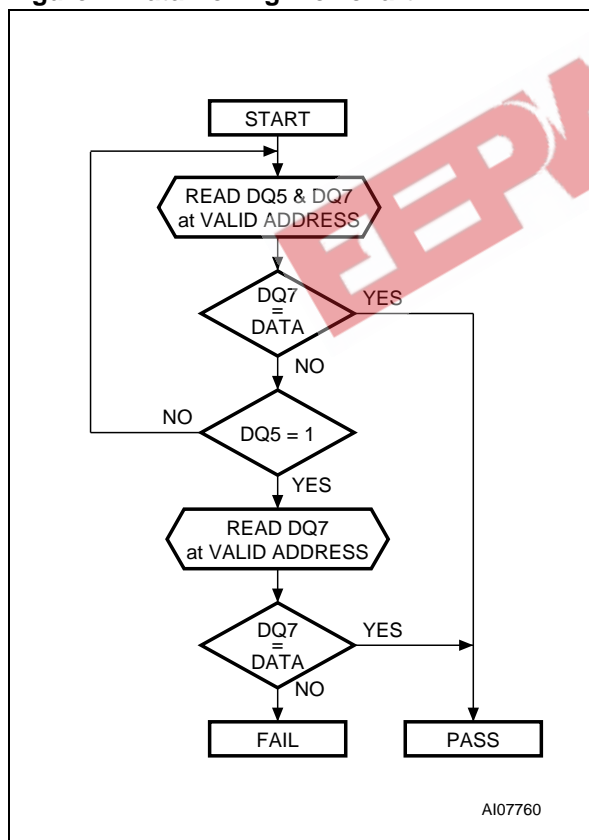 START
READ DQ5 & DQ7
at VALID ADDRESS
DQ7
=
DATA
YES
NO
NO
DQ5 = 1
YES
READ DQ7
at VALID ADDRESS
DQ7
=
DATA
YES
NO
FAIL
PASS
AI07760